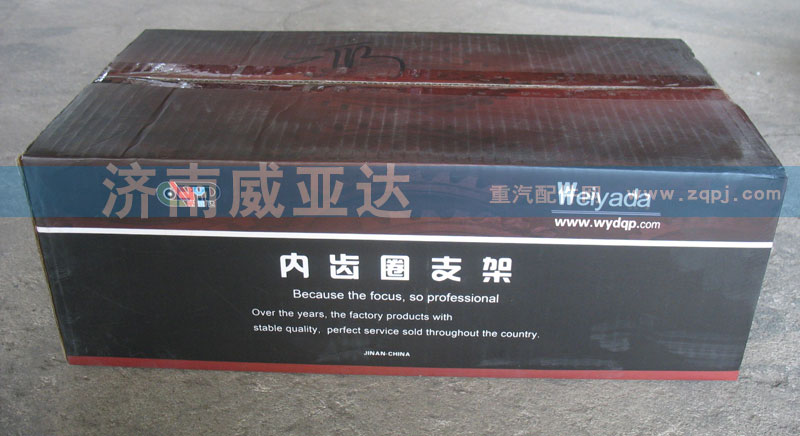 济南威亚达
重汽配件网 www.zqpj.com
Weiyada
www.wydqp.com
内齿圈支架
Because the focus, so professional
Over the years, the factory products with
stable quality, perfect service sold throughout the country.
JINAN-CHINA